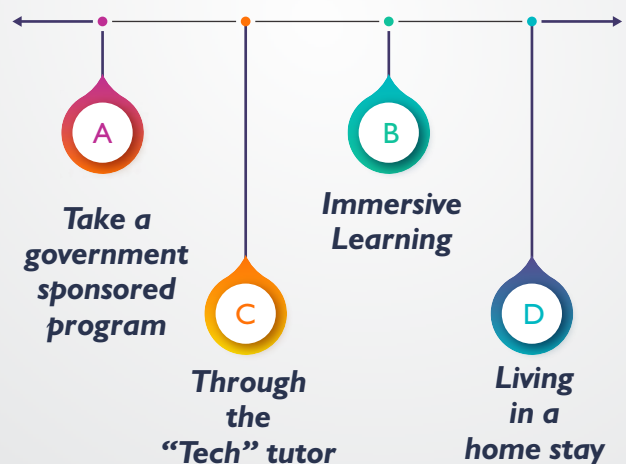 A
Take a
government
sponsored
program
C
Through
the
“Tech” tutor
B
Immersive
Learning
D
Living
in a
home stay